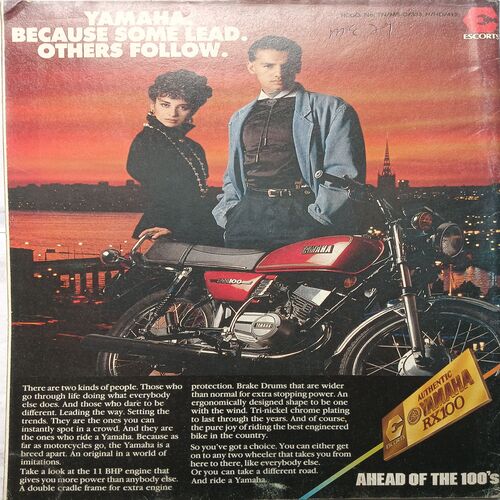 YAMAHA.
BECAUSE SOME LEAD.
OTHERS FOLLOW.
ESCORTS
YAMAHA
100
YAMAHA
There are two kinds of people. Those who
go through life doing what everybody
else does. And those who dare to be
different. Leading the way. Setting the
trends. They are the ones you can
instantly spot in a crowd. And they are
the ones who ride a Yamaha. Because as
far as motorcycles go, the Yamaha is a
breed apart. An original in a world of
imitations.
Take a look at the 11 BHP engine that
gives you more power than anybody else.
A double cradle frame for extra engine
protection. Brake Drums that are wider
than normal for extra stopping power. An
ergonomically designed shape to be one
with the wind. Tri-nickel chrome plating
to last through the years. And of course,
the pure joy of riding the best engineered
bike in the country.
So you've got a choice. You can either get
on to any two wheeler that takes you from
here to there, like everybody else.
Or you can take a different road.
And ride a Yamaha.
ESCORTS
AUTHENTIC
YAMAHA
RX100
AHEAD OF THE 100's